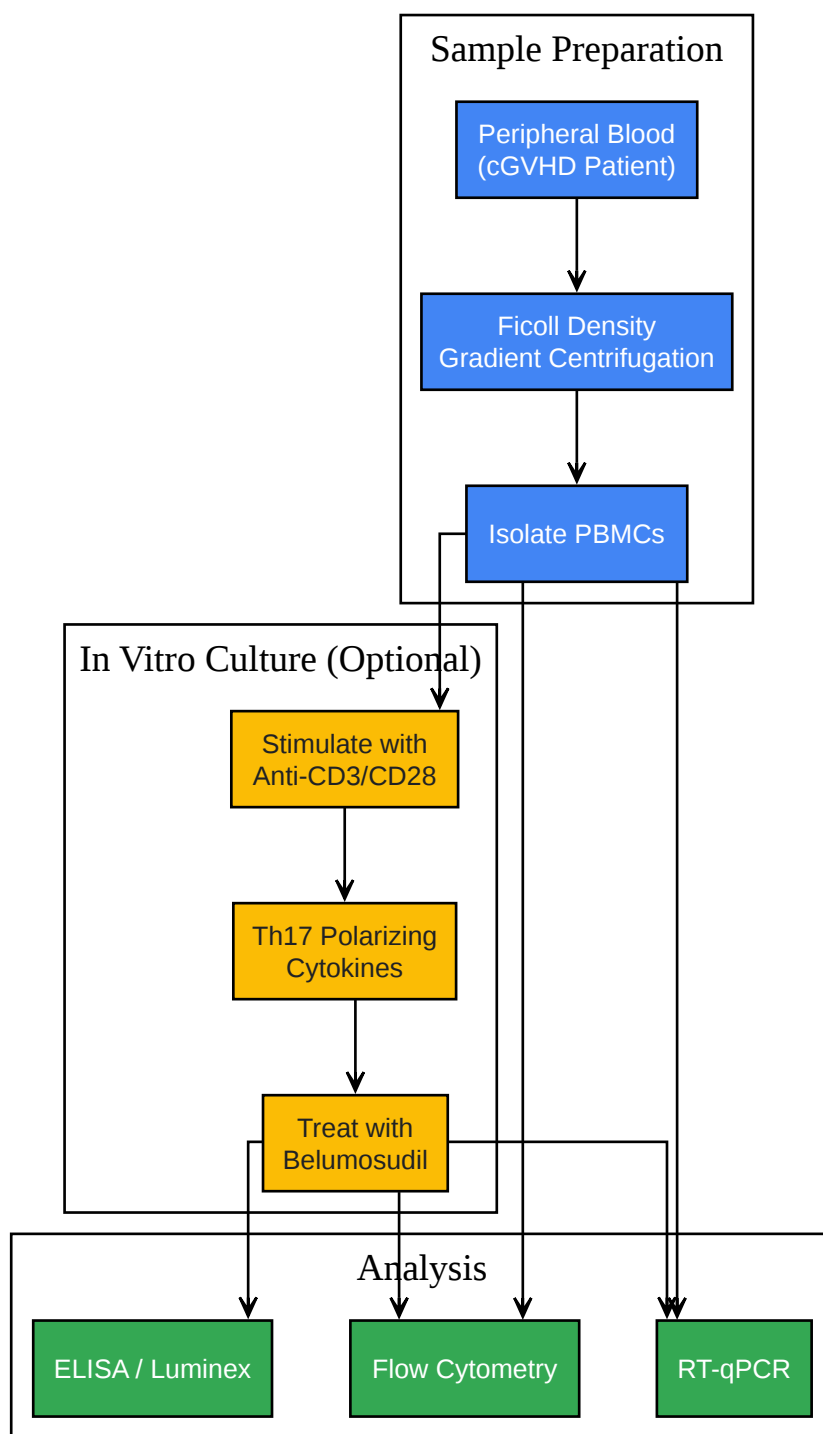 Sample Preparation
Peripheral Blood
(cGVHD Patient)
Ficoll Density
Gradient Centrifugation
Isolate PBMCs
In Vitro Culture (Optional)
Stimulate with
Anti-CD3/CD28
Th17 Polarizing
Cytokines
Treat with
Belumosudil
Analysis
ELISA / Luminex
Flow Cytometry
RT-qPCR